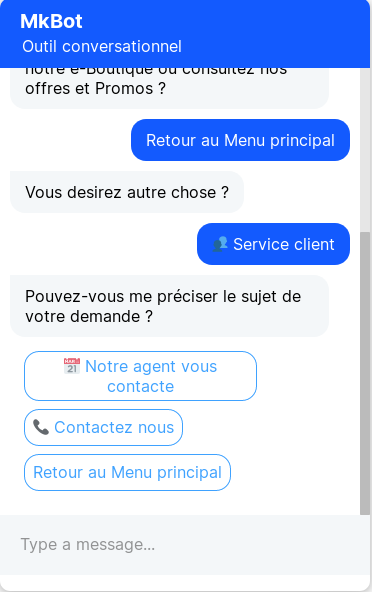 MkBot
Outil conversationnel
notre e-Boutique ou consultez nos
offres et Promos ?
Retour au Menu principal
Vous desirez autre chose ?
Service client
Pouvez-vous me préciser le sujet de
votre demande ?
Notre agent vous
contacte
Contactez nous
Retour au Menu principal
Type a message...